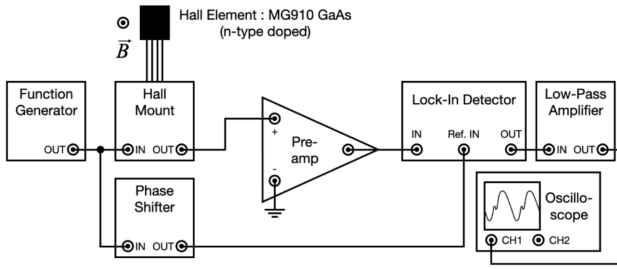 Hall Element : MG910 GaAs
(n-type doped)
B
Function
Generator
OUT
Hall
Mount
IN OUT
Phase
Shifter
IN OUT
+
Pre-
amp
-
Lock-In Detector
IN Ref. IN OUT
Low-Pass
Amplifier
IN OUT
Oscillo-
scope
CH1 CH2